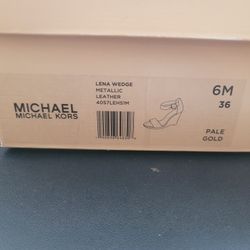 LENA WEDGE
METALLIC
LEATHER
40S7LEHS1M
MICHAEL
MICHAEL KORS
6M
36
PALE
GOLD